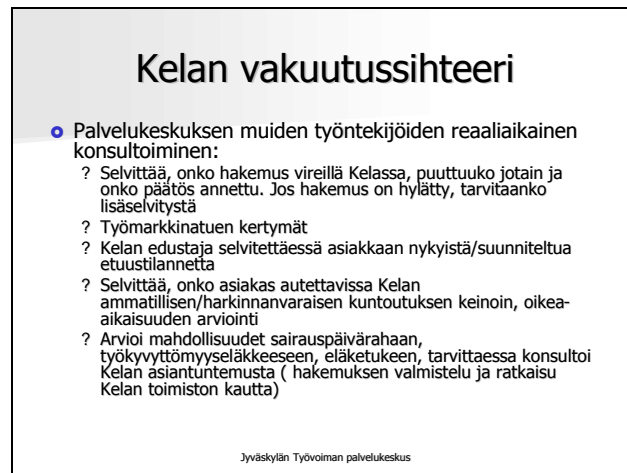 Kelan vakuutussihteeri
Palvelukeskuksen muiden työntekijöiden reaaliaikainen
konsultoiminen:
? Selvittää, onko hakemus vireillä Kelassa, puuttuuko jotain ja
onko päätös annettu. Jos hakemus on hylätty, tarvitaanko
lisäselvitystä
? Työmarkkinatuen kertymät
? Kelan edustaja selvitettäessä asiakkaan nykyistä/suunniteltua
etuustilannetta
? Selvittää, onko asiakas autettavissa Kelan
ammatillisen/harkinnanvaraisen kuntoutuksen keinoin, oikea-
aikaisuuden arviointi
? Arvioi mahdollisuudet sairauspäivärahaan,
työkyvyttömyyseläkkeeseen, eläketukeen, tarvittaessa konsultoi
Kelan asiantuntemusta ( hakemuksen valmistelu ja ratkaisu
Kelan toimiston kautta)
Jyväskylän Työvoiman palvelukeskus